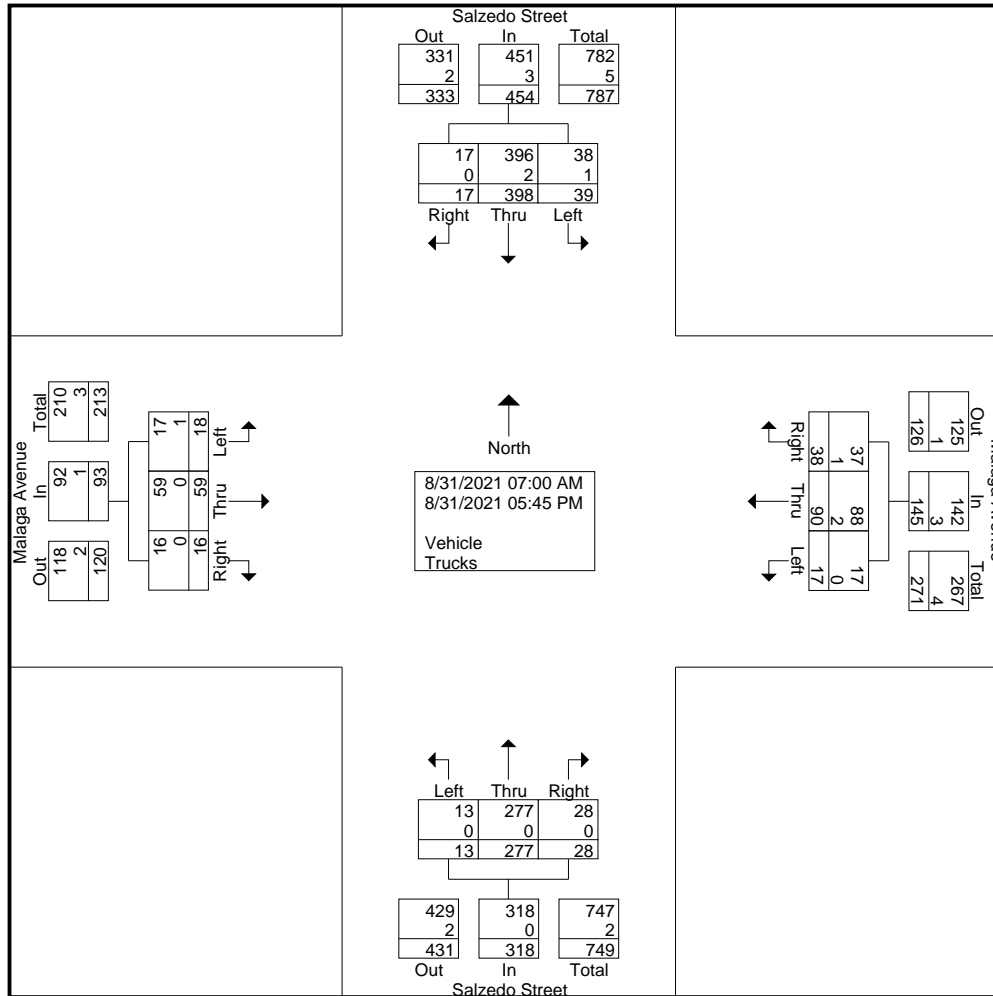 Salzedo Street
Out In Total
331 451 782
2 3 5
333 454 787
17 396 38
0 2 1
17 398 39
Right Thru Left
Malaga Avenue
Total In Out
210 92 118
3 1 2
213 93 120
17 59 16
1 0 0
18 59 16
Left Thru Right
North
8/31/2021 07:00 AM
8/31/2021 05:45 PM
Vehicle
Trucks
Right Thru Left
37 88 17
1 2 0
38 90 17
Out In Total
125 142 267
1 3 4
126 145 271
Left Thru Right
13 277 28
0 0 0
13 277 28
429 318 747
2 0 2
431 318 749
Out In Total
Salzedo Street